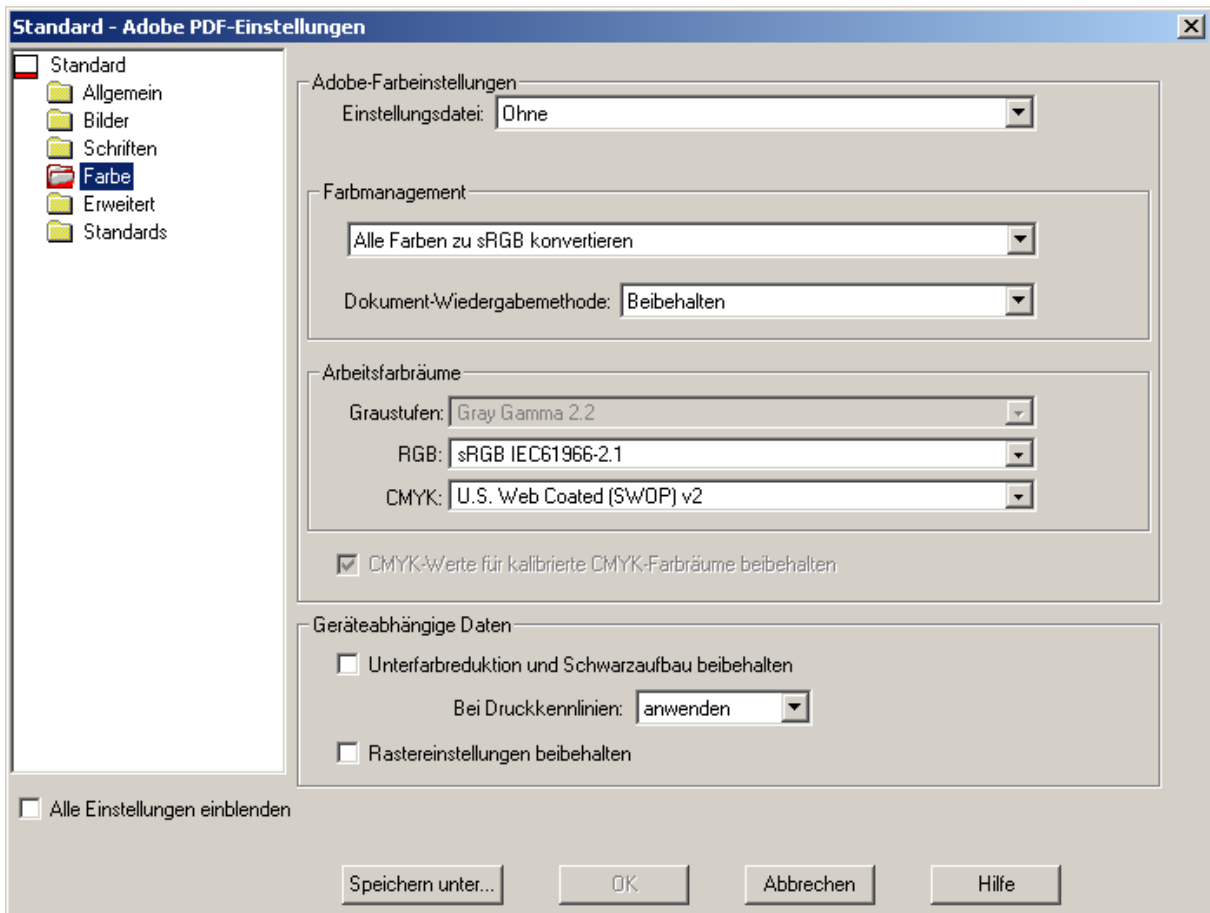 Standard - Adobe PDF-Einstellungen
Standard
Allgemein
Bilder
Schriften
Farbe
Erweitert
Standards
Adobe-Farbeinstellungen
Einstellungsdatei: Ohne
Farbmanagement
Alle Farben zu sRGB konvertieren
Dokument-Wiedergabemethode: Beibehalten
Arbeitsfarbräume
Graustufen: Gray Gamma 2.2
RGB: sRGB IEC61966-2.1
CMYK: U.S. Web Coated (SWOP) v2
CMYK-Werte für kalibrierte CMYK-Farbräume beibehalten
Geräteabhängige Daten
Unterfarbreduktion und Schwarzaufbau beibehalten
Bei Druckkennlinien: anwenden
Rastereinstellungen beibehalten
Alle Einstellungen einblenden
Speichern unter... OK Abbrechen Hilfe